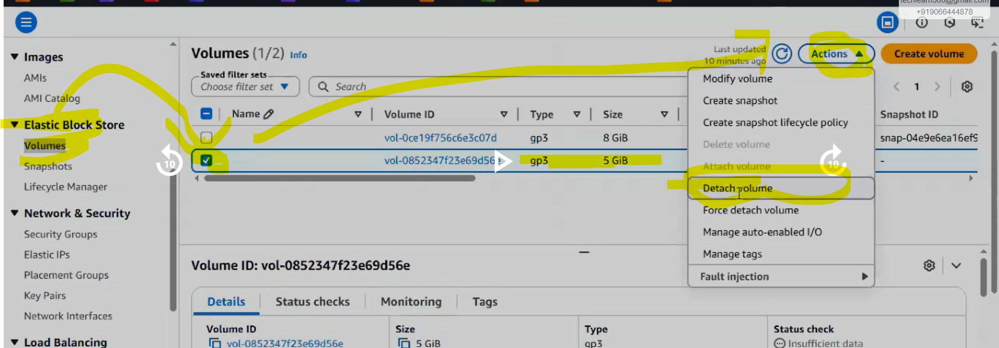 techlearn508@gmail.com
+919066444878
Images
AMIs
AMI Catalog
Elastic Block Store
Volumes
Snapshots
Lifecycle Manager
Network & Security
Security Groups
Elastic IPs
Placement Groups
Key Pairs
Network Interfaces
Load Balancing
Volumes (1/2) Info
Last updated
10 minutes ago
Actions
Create volume
Saved filter sets
Choose filter set
Search
1
Name
Volume ID
Type
Size
Snapshot ID
vol-0ce19f756c6e3c07d gp3 8 GiB snap-04e9e6ea16ef9
vol-0852347f23e69d56e gp3 5 GiB -
10
10
Modify volume
Create snapshot
Create snapshot lifecycle policy
Delete volume
Attach volume
Detach volume
Force detach volume
Manage auto-enabled I/O
Manage tags
Fault injection
Volume ID: vol-0852347f23e69d56e
Details
Status checks
Monitoring
Tags
Volume ID
vol-0852347f23e69d56e
Size
5 GiB
Type
gp3
Status check
Insufficient data